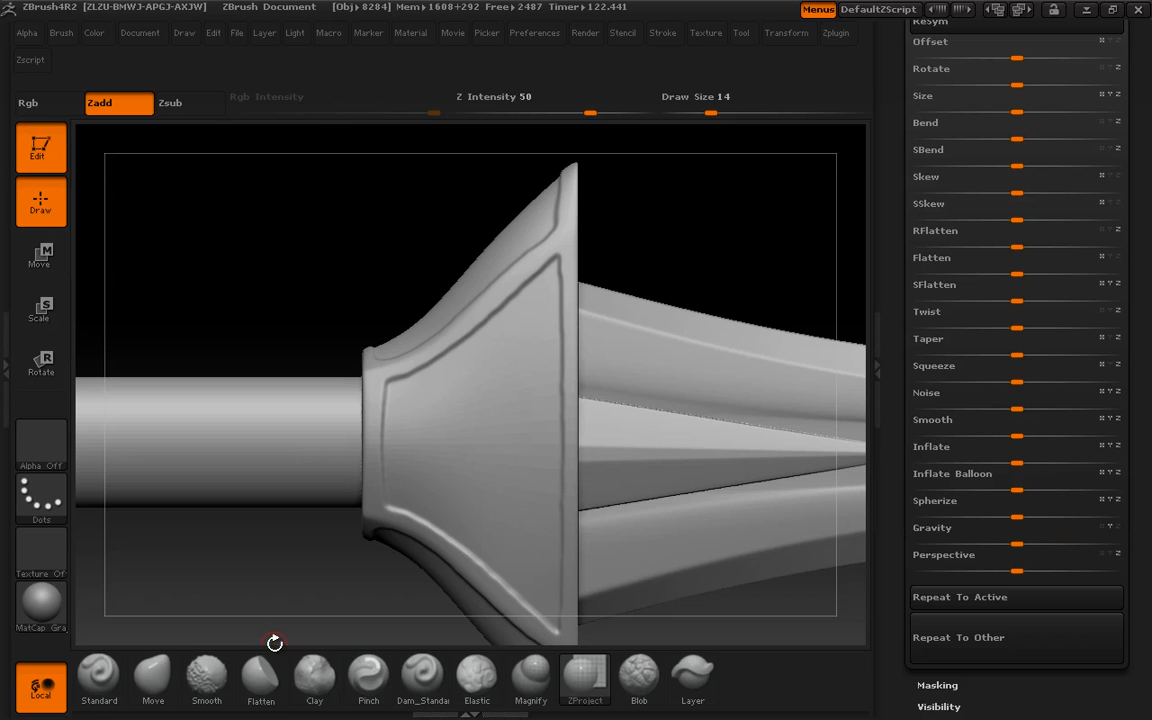 ZBrush4R2 [ZLZU-BMWJ-APGJ-AXJW] ZBrush Document [Obj▸ 8284] Mem▸ 1608+292 Free▸ 2487 Timer▸ 122.441 Menus DefaultZScript
Alpha Brush Color Document Draw Edit File Layer Light Macro Marker Material Movie Picker Preferences Render Stencil Stroke Texture Tool Transform Zplugin
Zscript
Rgb Zadd Zsub Rgb Intensity Z Intensity 50 Draw Size 14
Edit
Draw
Move
Scale
Rotate
Alpha Off
Dots
Texture Of
MatCap Gra
Local
Standard Move Smooth Flatten Clay Pinch Dam_Standa Elastic Magnify ZProject Blob Layer
Resym
Offset
Rotate
Size
Bend
SBend
Skew
SSkew
RFlatten
Flatten
SFlatten
Twist
Taper
Squeeze
Noise
Smooth
Inflate
Inflate Balloon
Spherize
Gravity
Perspective
Repeat To Active
Repeat To Other
Masking
Visibility